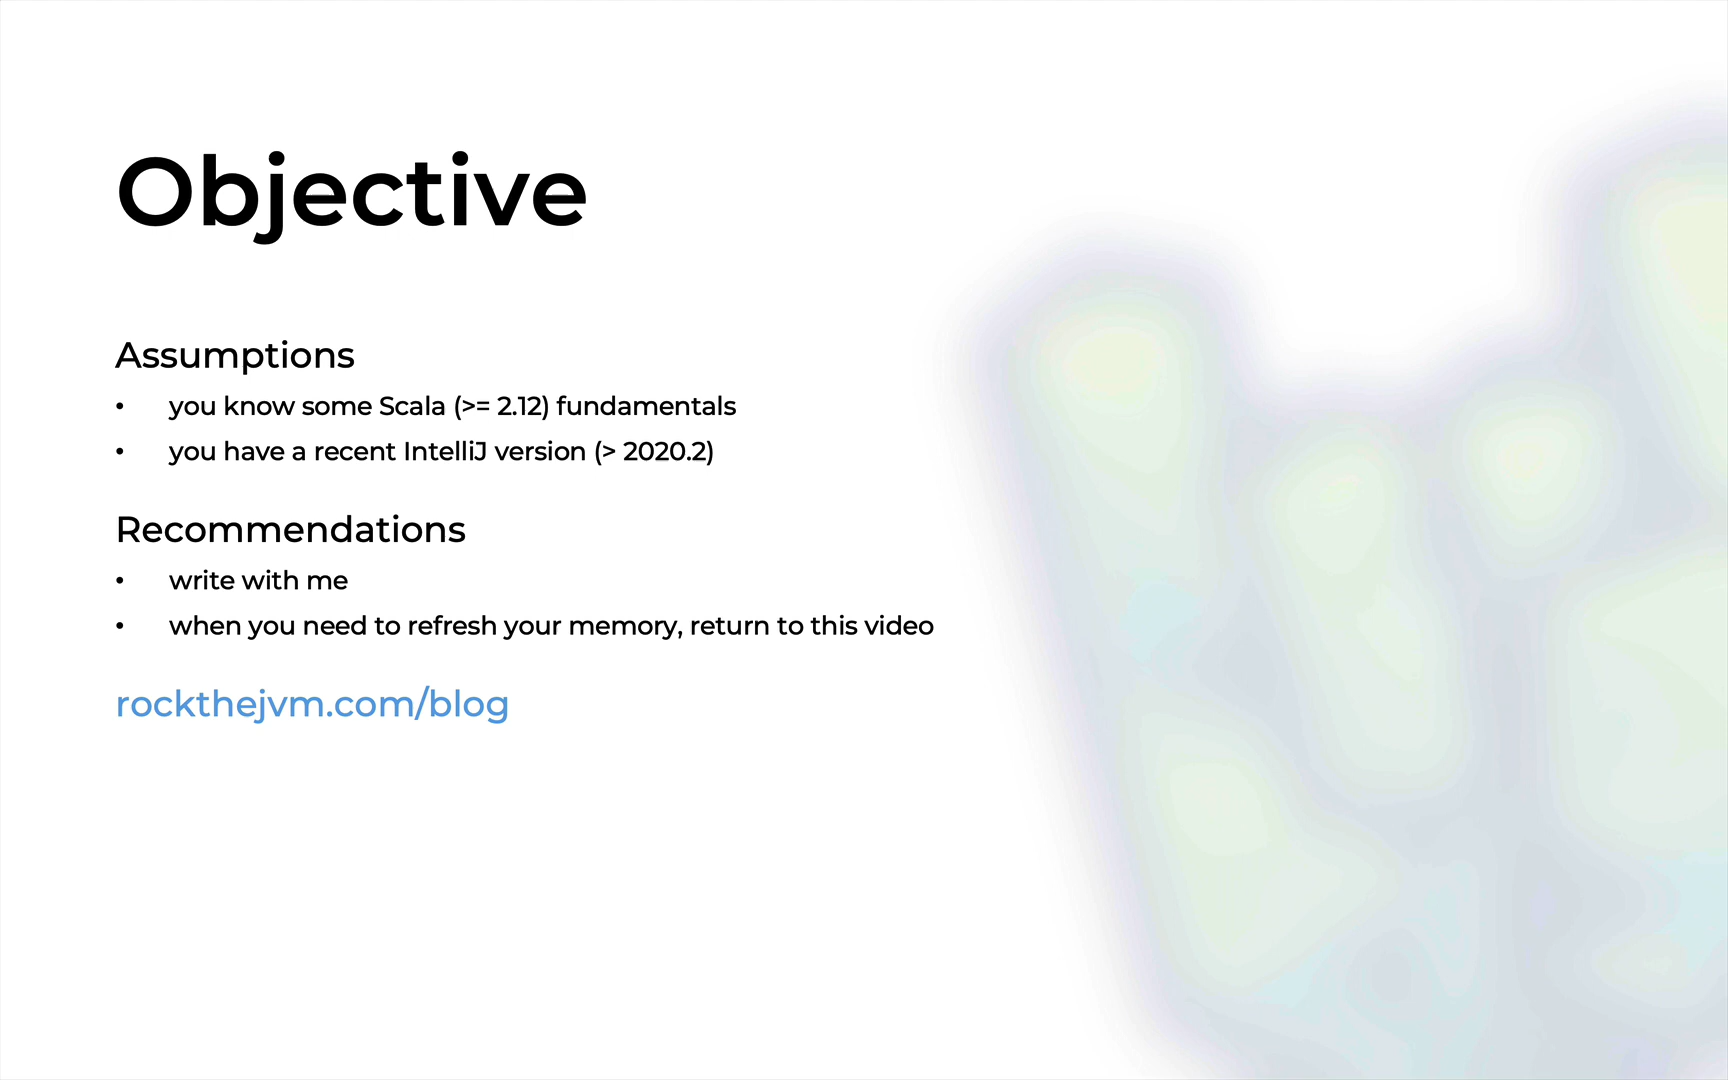 Objective
Assumptions
• you know some Scala (>= 2.12) fundamentals
• you have a recent IntelliJ version (> 2020.2)
Recommendations
• write with me
• when you need to refresh your memory, return to this video
rockthejvm.com/blog